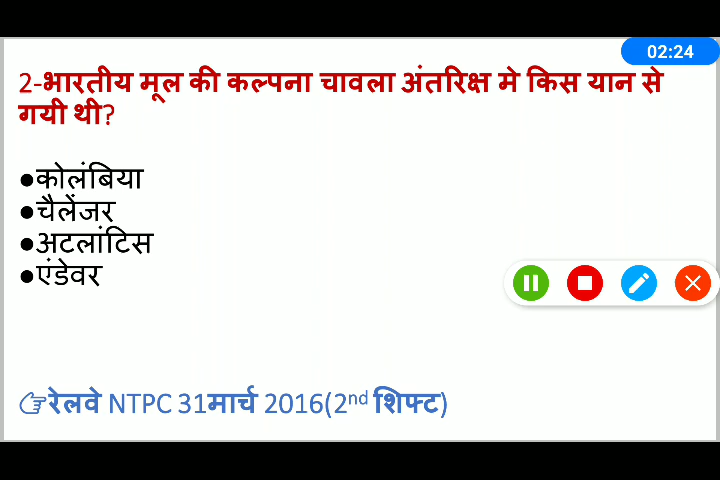 02:24
2-भारतीय मूल की कल्पना चावला अंतरिक्ष मे किस यान से
गयी थी?
●कोलंबिया
●चैलेंजर
●अटलांटिस
●एंडेवर
👉रेलवे NTPC 31मार्च 2016(2nd शिफ्ट)